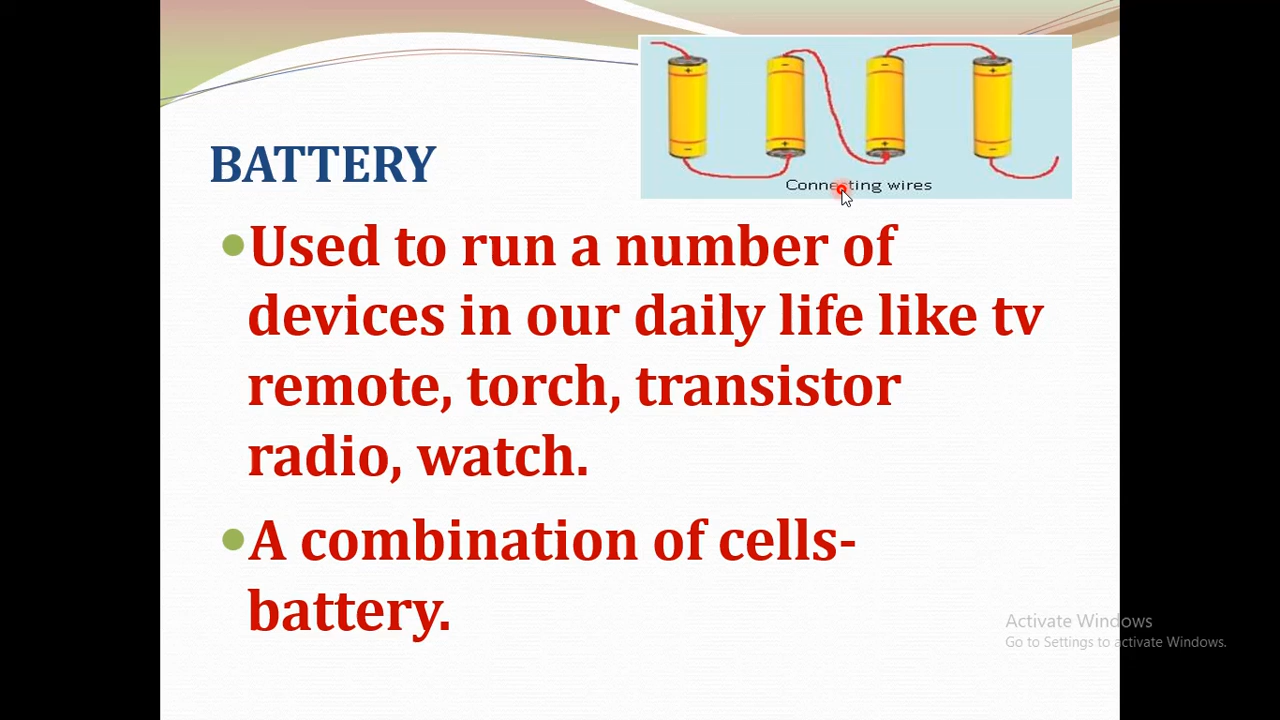 + - - +
- + + -
Connecting wires
BATTERY
Used to run a number of
devices in our daily life like tv
remote, torch, transistor
radio, watch.
A combination of cells-
battery.
Activate Windows
Go to Settings to activate Windows.